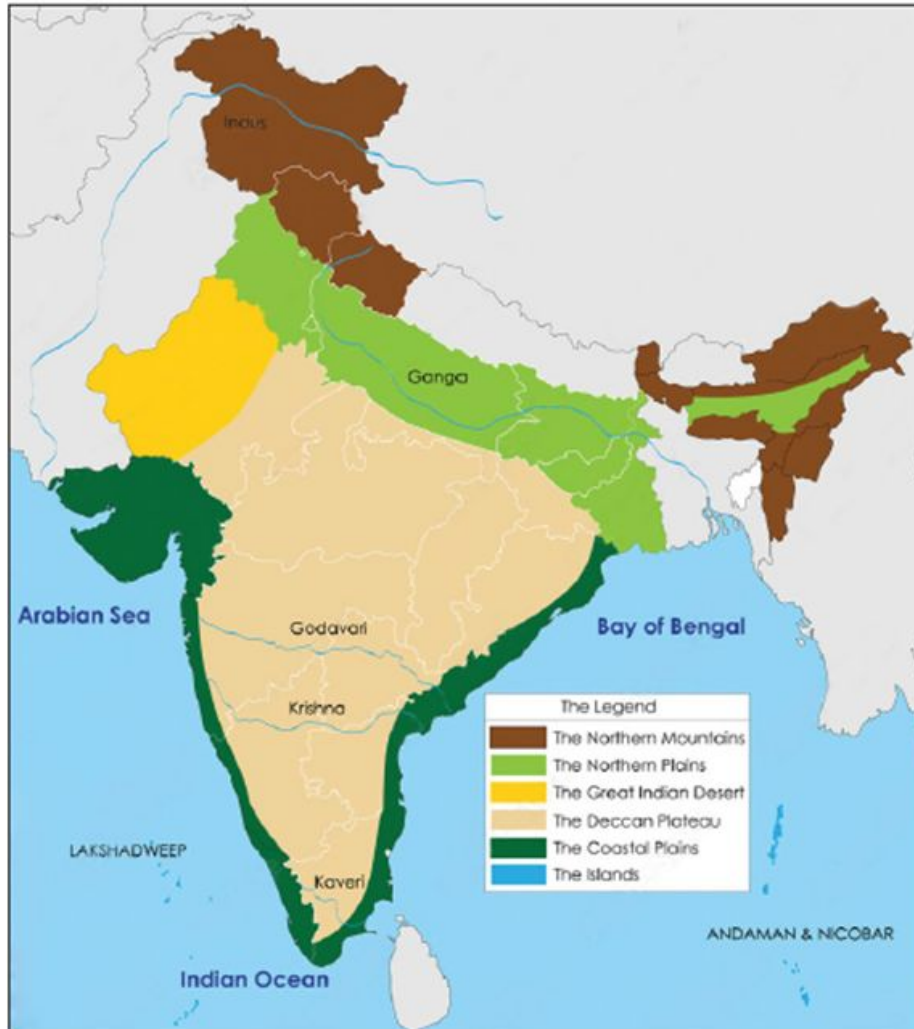 Indus
Ganga
Arabian Sea
Godavari
Bay of Bengal
Krishna
The Legend
The Northern Mountains
The Northern Plains
The Great Indian Desert
The Deccan Plateau
The Coastal Plains
The Islands
LAKSHADWEEP
Kaveri
ANDAMAN & NICOBAR
Indian Ocean